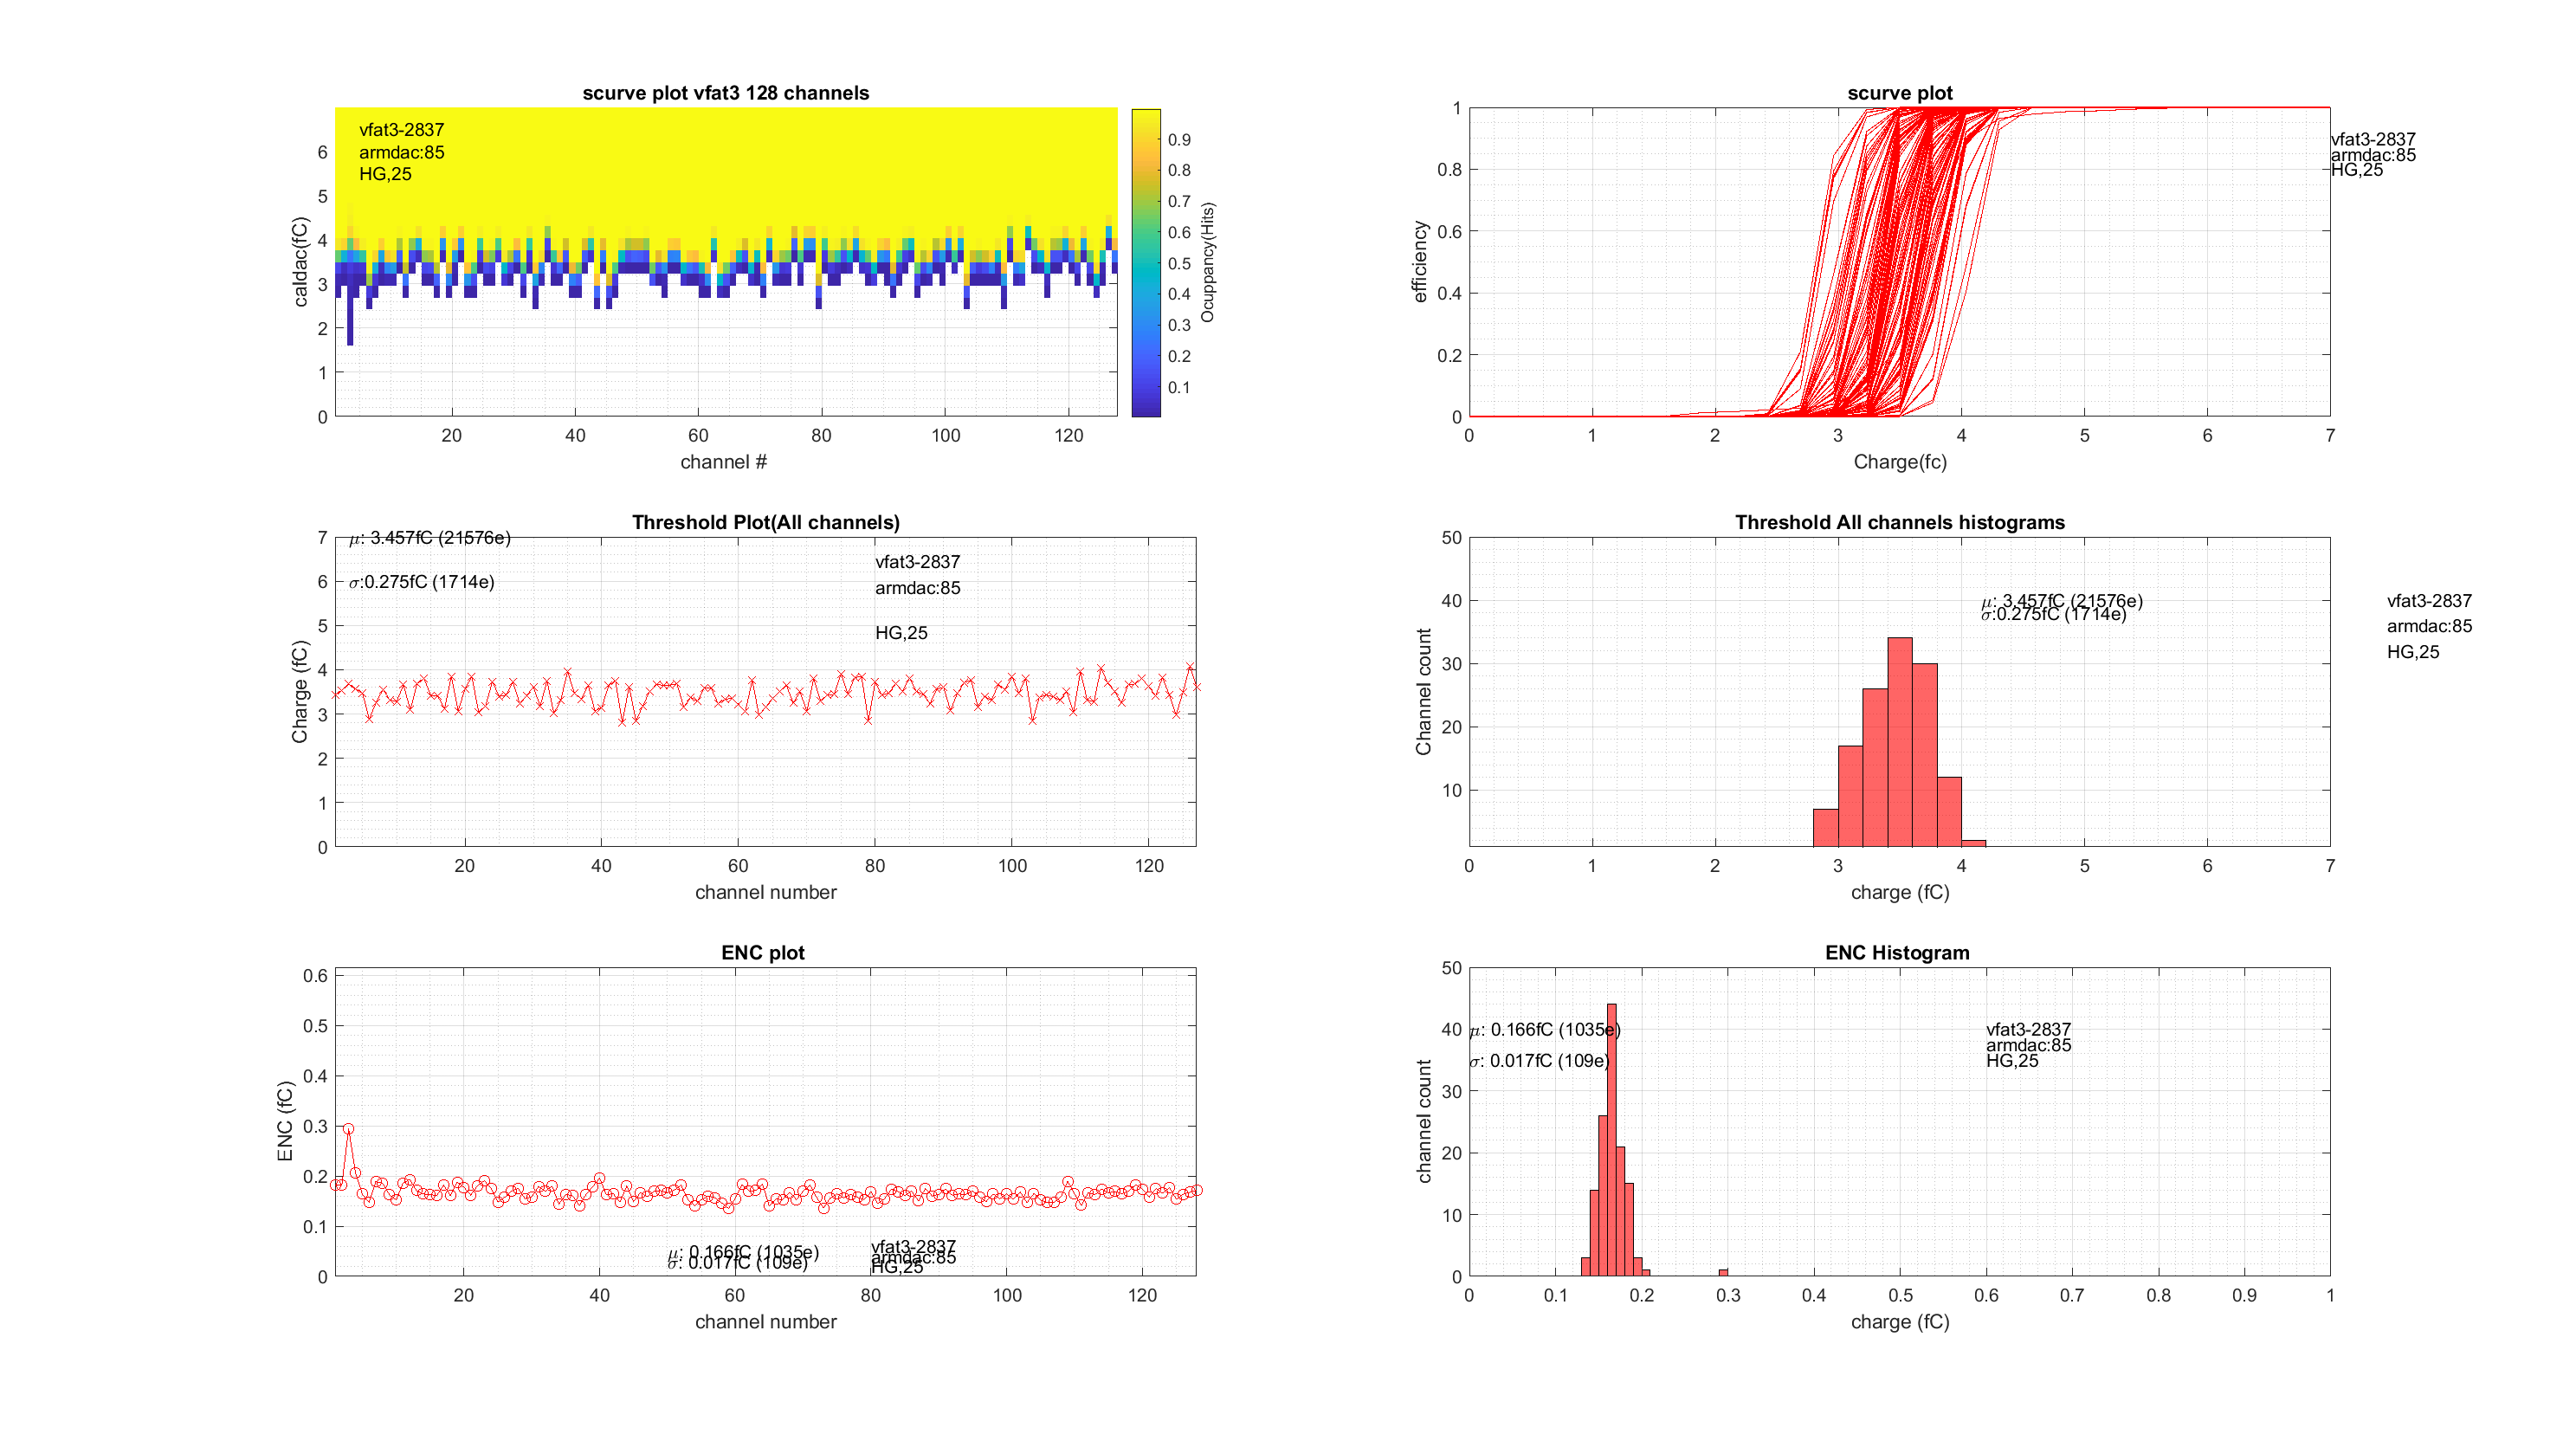 scurve plot vfat3 128 channels
vfat3-2837
armdac:85
HG,25
caldac(fC)
6
5
4
3
2
1
0
20 40 60 80 100 120
channel #
0.9
0.8
0.7
0.6
0.5
0.4
0.3
0.2
0.1
Ocuppancy(Hits)
scurve plot
efficiency
1
0.8
0.6
0.4
0.2
0
0 1 2 3 4 5 6 7
Charge(fc)
vfat3-2837
armdac:85
HG,25
Threshold Plot(All channels)
μ: 3.457fC (21576e)
σ:0.275fC (1714e)
vfat3-2837
armdac:85
HG,25
Charge (fC)
7
6
5
4
3
2
1
0
20 40 60 80 100 120
channel number
Threshold All channels histograms
μ: 3.457fC (21576e)
σ:0.275fC (1714e)
vfat3-2837
armdac:85
HG,25
Channel count
50
40
30
20
10
0 1 2 3 4 5 6 7
charge (fC)
ENC plot
ENC (fC)
0.6
0.5
0.4
0.3
0.2
0.1
0
μ: 0.166fC (1035e)
σ: 0.017fC (109e)
vfat3-2837
armdac:85
HG,25
20 40 60 80 100 120
channel number
ENC Histogram
channel count
50
40
30
20
10
0
μ: 0.166fC (1035e)
σ: 0.017fC (109e)
vfat3-2837
armdac:85
HG,25
0 0.1 0.2 0.3 0.4 0.5 0.6 0.7 0.8 0.9 1
charge (fC)